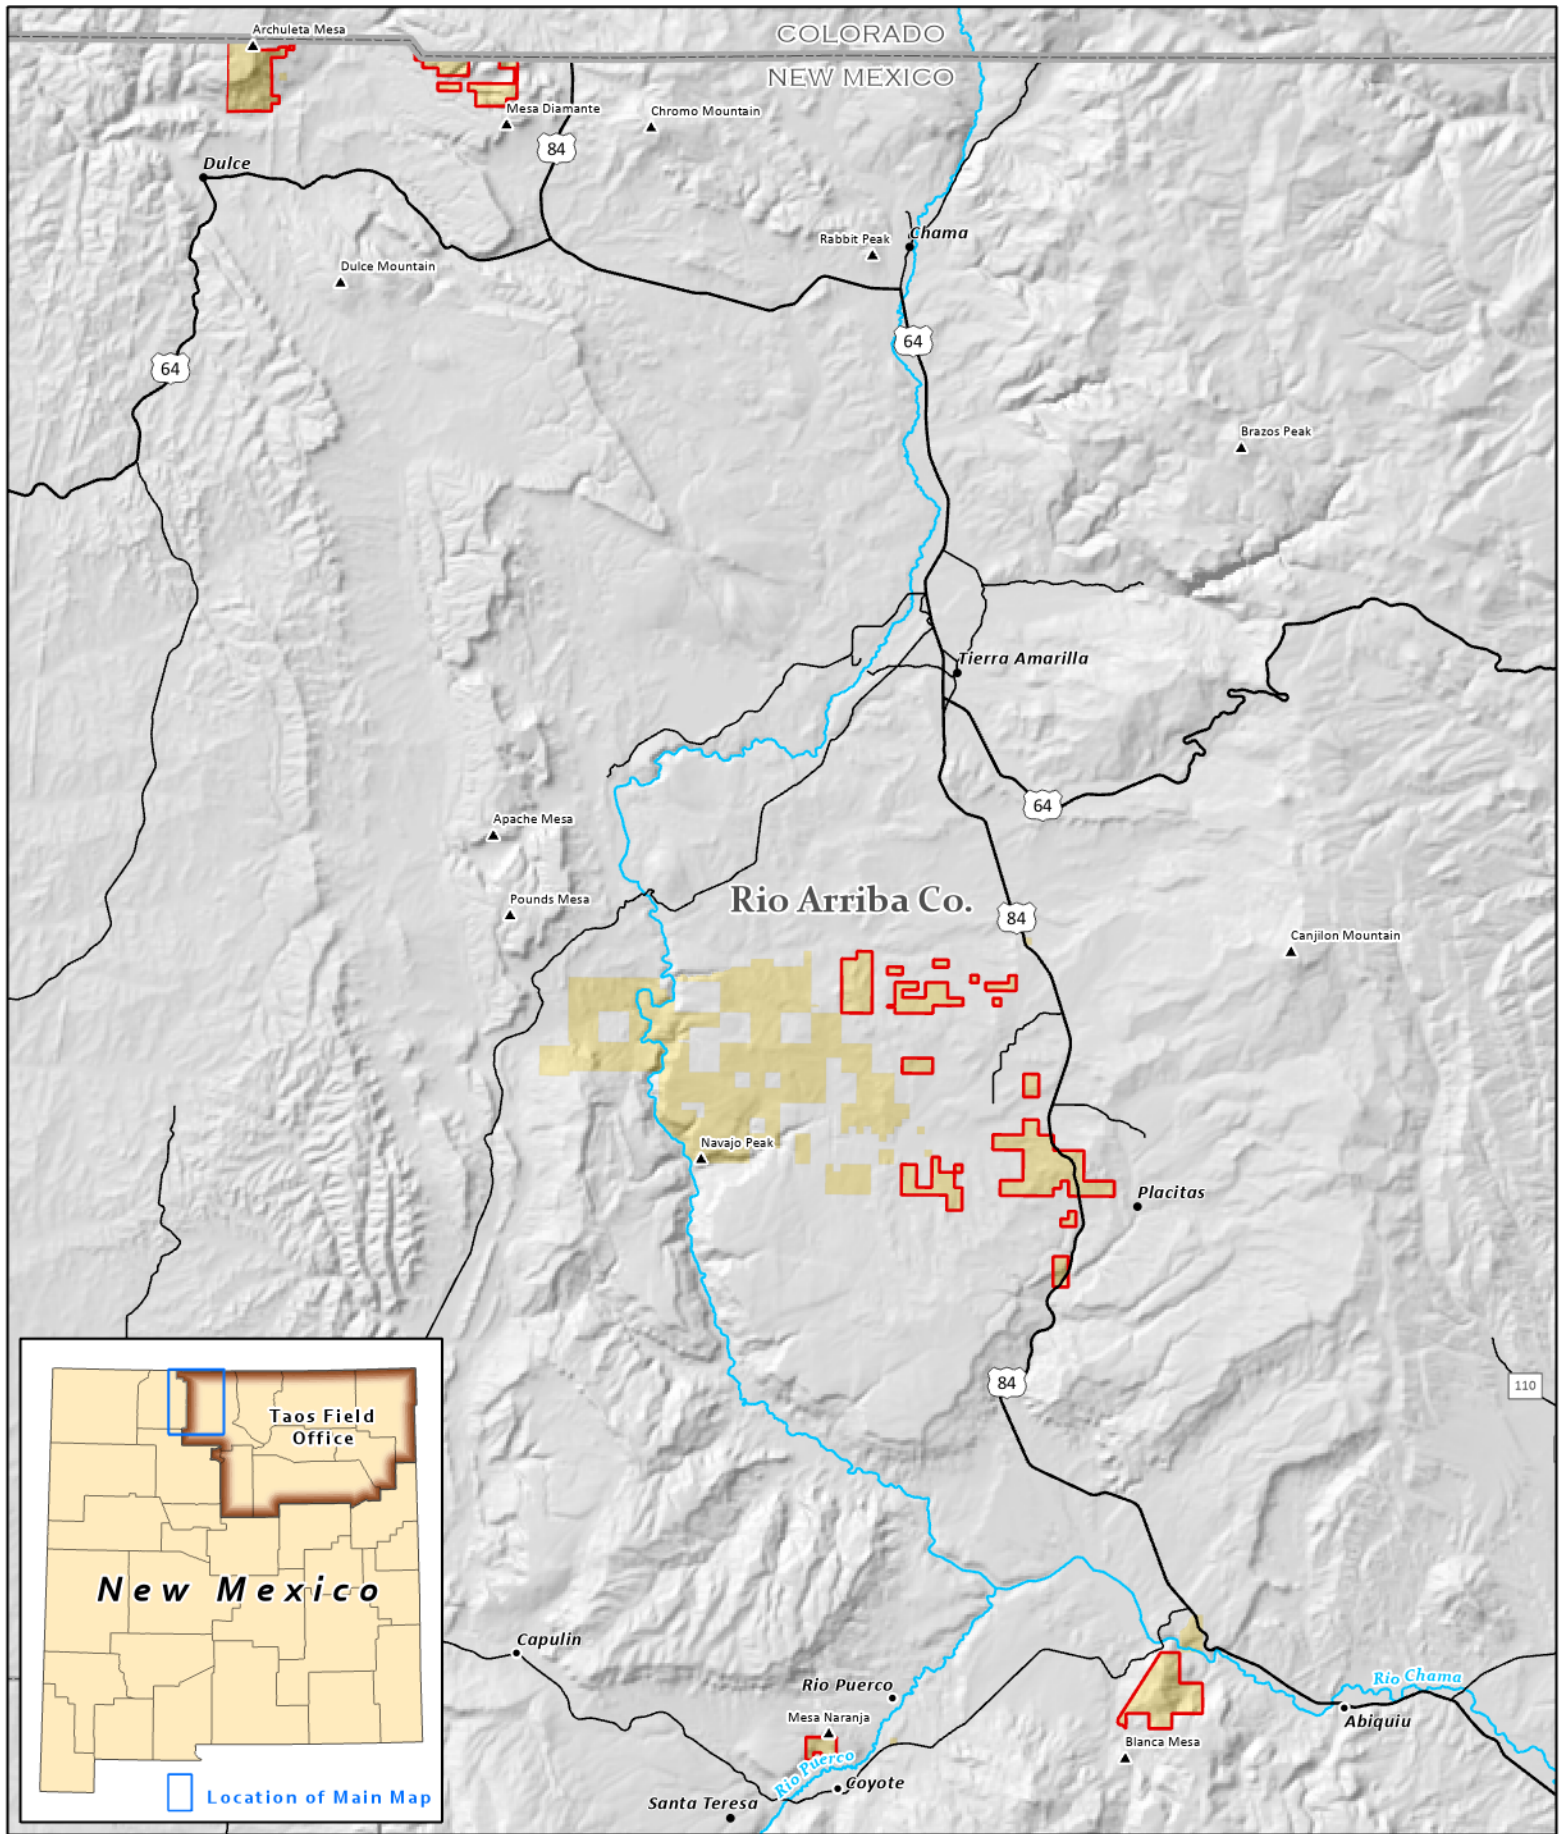 Archuleta Mesa
COLORADO
NEW MEXICO
Mesa Diamante
Chromo Mountain
84
Dulce
Rabbit Peak
Chama
Dulce Mountain
64
64
Brazos Peak
Tierra Amarilla
64
Apache Mesa
Rio Arriba Co.
Pounds Mesa
84
Canjilon Mountain
Navajo Peak
Placitas
84
110
Taos Field
Office
New Mexico
Location of Main Map
Capulin
Rio Puerco
Rio Chama
Mesa Naranja
Abiquiu
Blanca Mesa
Rio Puerco
Coyote
Santa Teresa